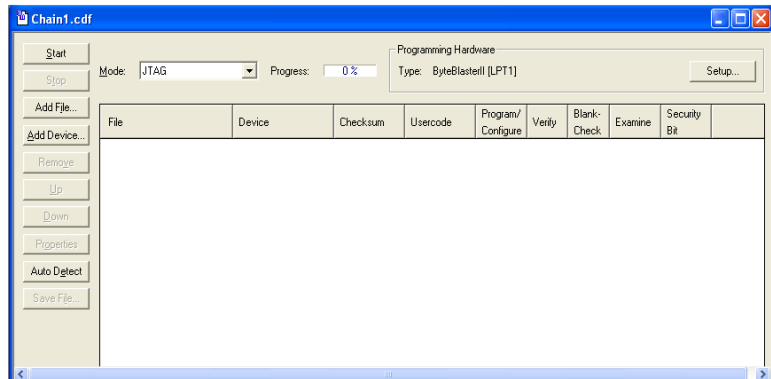 Chain1.cdf
Start
Stop
Add File...
Add Device...
Remove
Up
Down
Properties
Auto Detect
Save File...
Mode: JTAG Progress: 0 %
Programming Hardware
Type: ByteBlasterII [LPT1] Setup...
File Device Checksum Usercode Program/ Configure Verify Blank- Check Examine Security Bit